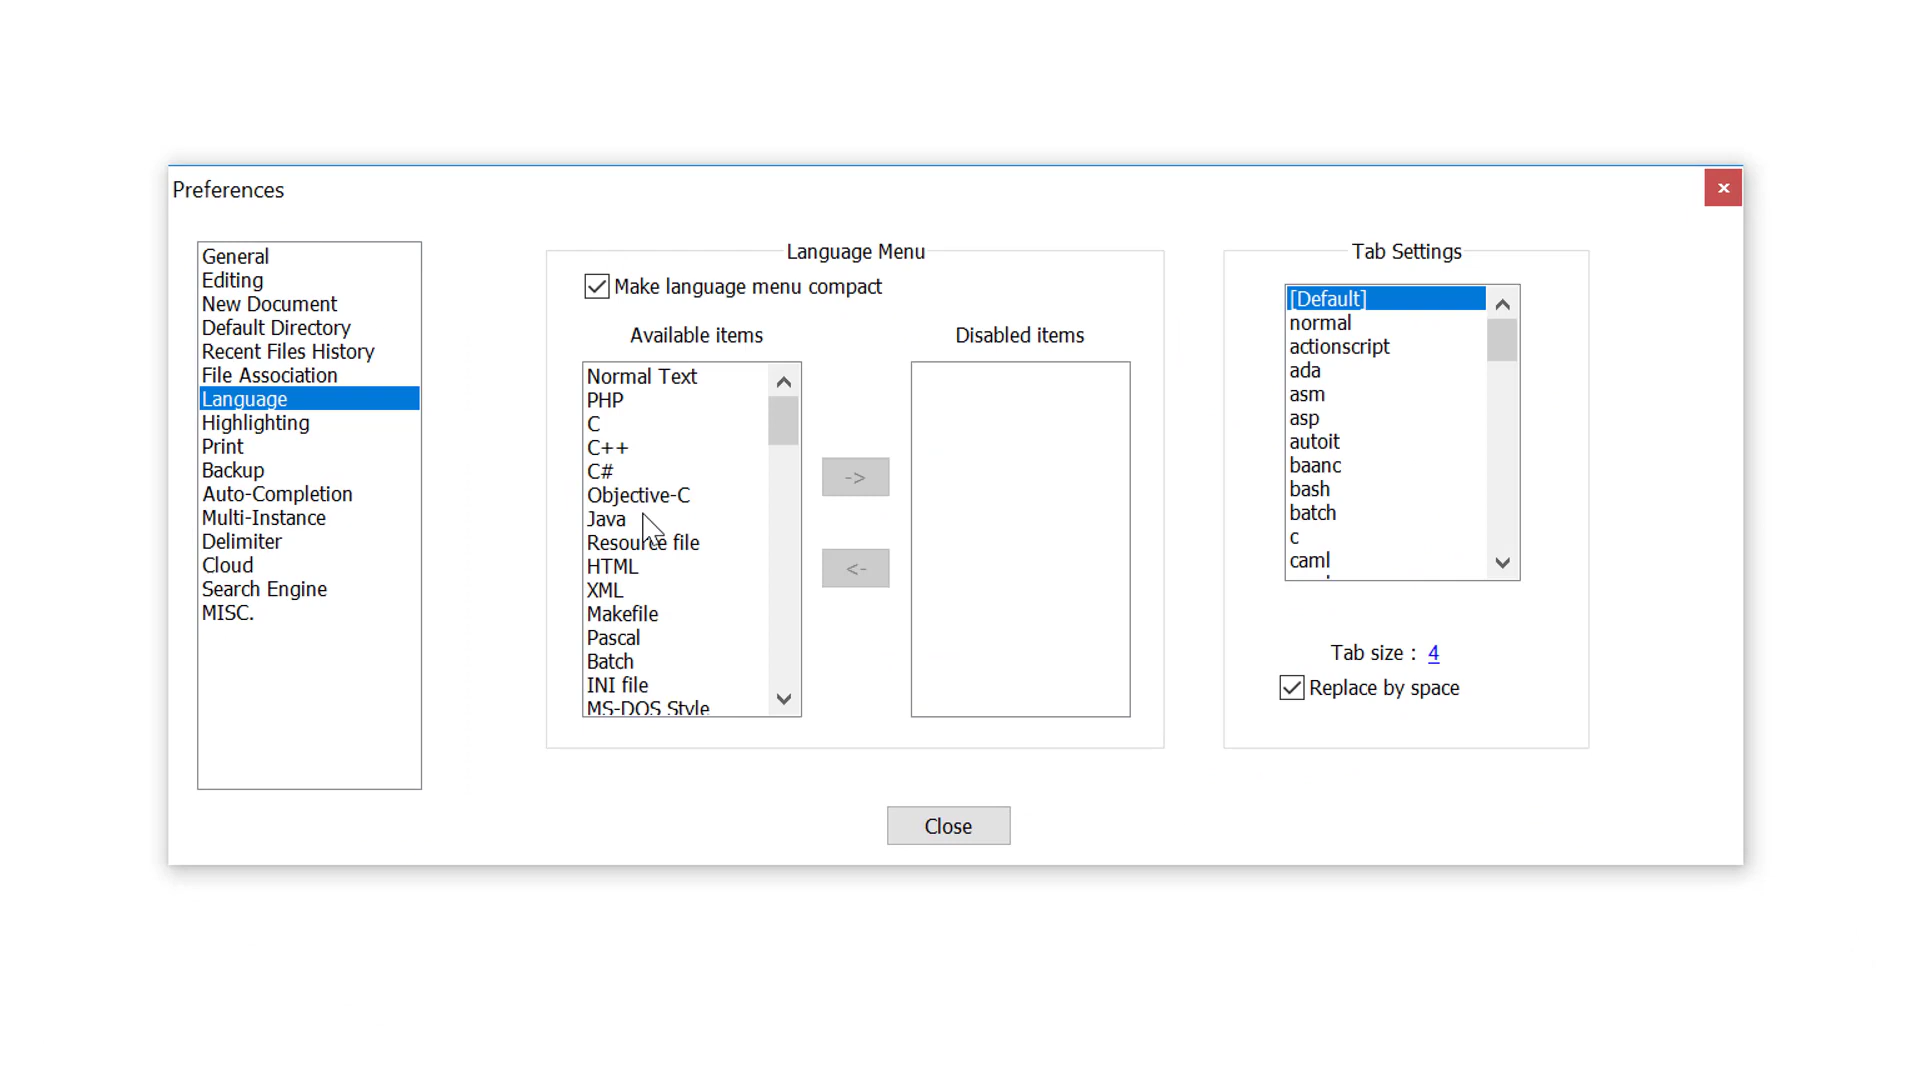 Preferences
×
General
Editing
New Document
Default Directory
Recent Files History
File Association
Language
Highlighting
Print
Backup
Auto-Completion
Multi-Instance
Delimiter
Cloud
Search Engine
MISC.
Language Menu
Make language menu compact
Available items
Normal Text
PHP
C
C++
C#
Objective-C
Java
Resource file
HTML
XML
Makefile
Pascal
Batch
INI file
MS-DOS Style
->
<-
Disabled items
Tab Settings
[Default]
normal
actionscript
ada
asm
asp
autoit
baanc
bash
batch
c
caml
Tab size : 4
Replace by space
Close